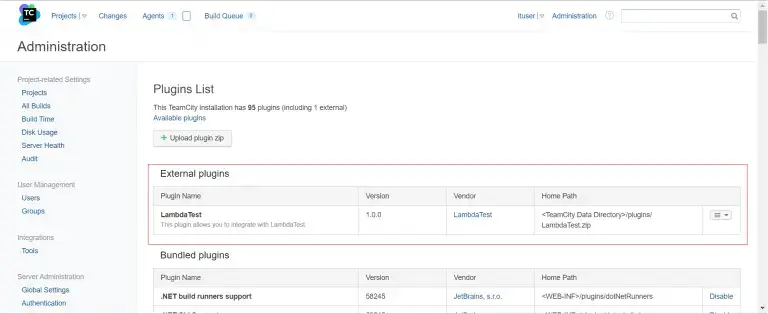 TC
Projects
Changes
Agents 1
Build Queue 0
ltuser
Administration
Administration
Project-related Settings
Projects
All Builds
Build Time
Disk Usage
Server Health
Audit
User Management
Users
Groups
Integrations
Tools
Server Administration
Global Settings
Authentication
Plugins List
This TeamCity installation has 95 plugins (including 1 external)
Available plugins
+ Upload plugin zip
External plugins
Plugin Name Version Vendor Home Path
LambdaTest 1.0.0 LambdaTest <TeamCity Data Directory>/plugins/
This plugin allows you to integrate with LambdaTest LambdaTest.zip
Bundled plugins
Plugin Name Version Vendor Home Path
.NET build runners support 58245 JetBrains, s.r.o. <WEB-INF>/plugins/dotNetRunners Disable